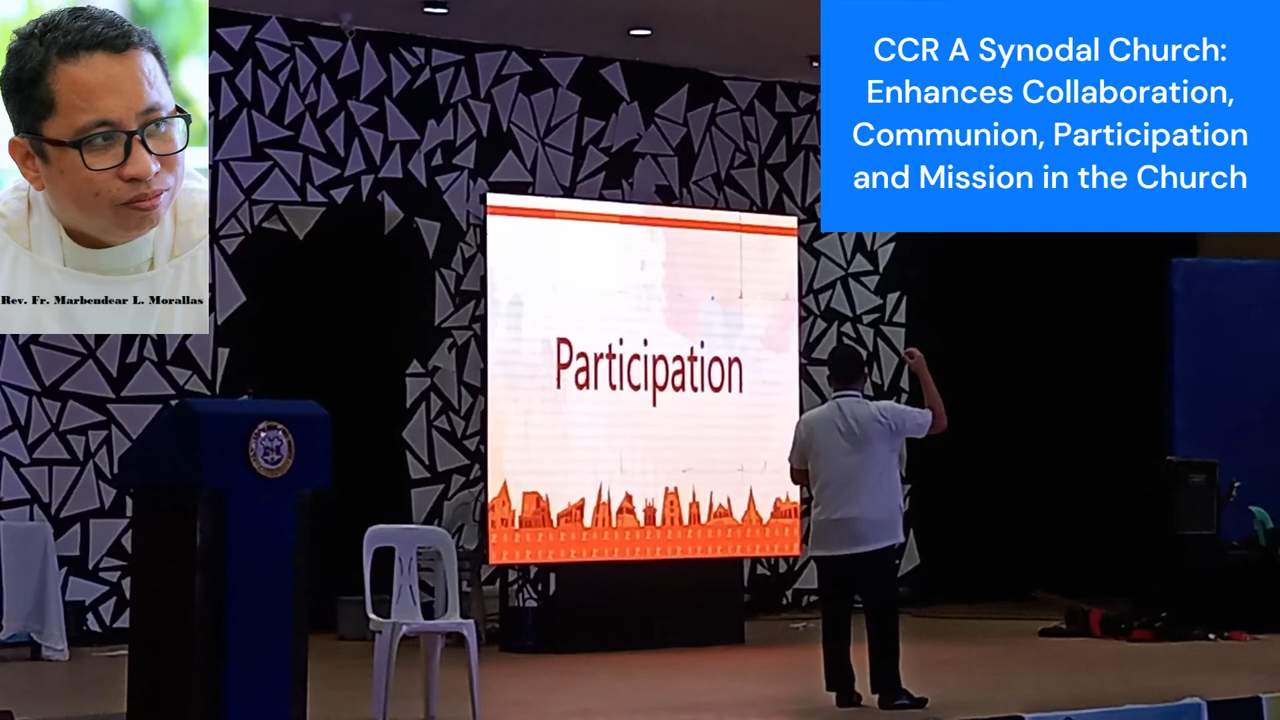 CCR A Synodal Church:
Enhances Collaboration,
Communion, Participation
and Mission in the Church
Rev. Fr. Marbendear L. Morallas
Participation